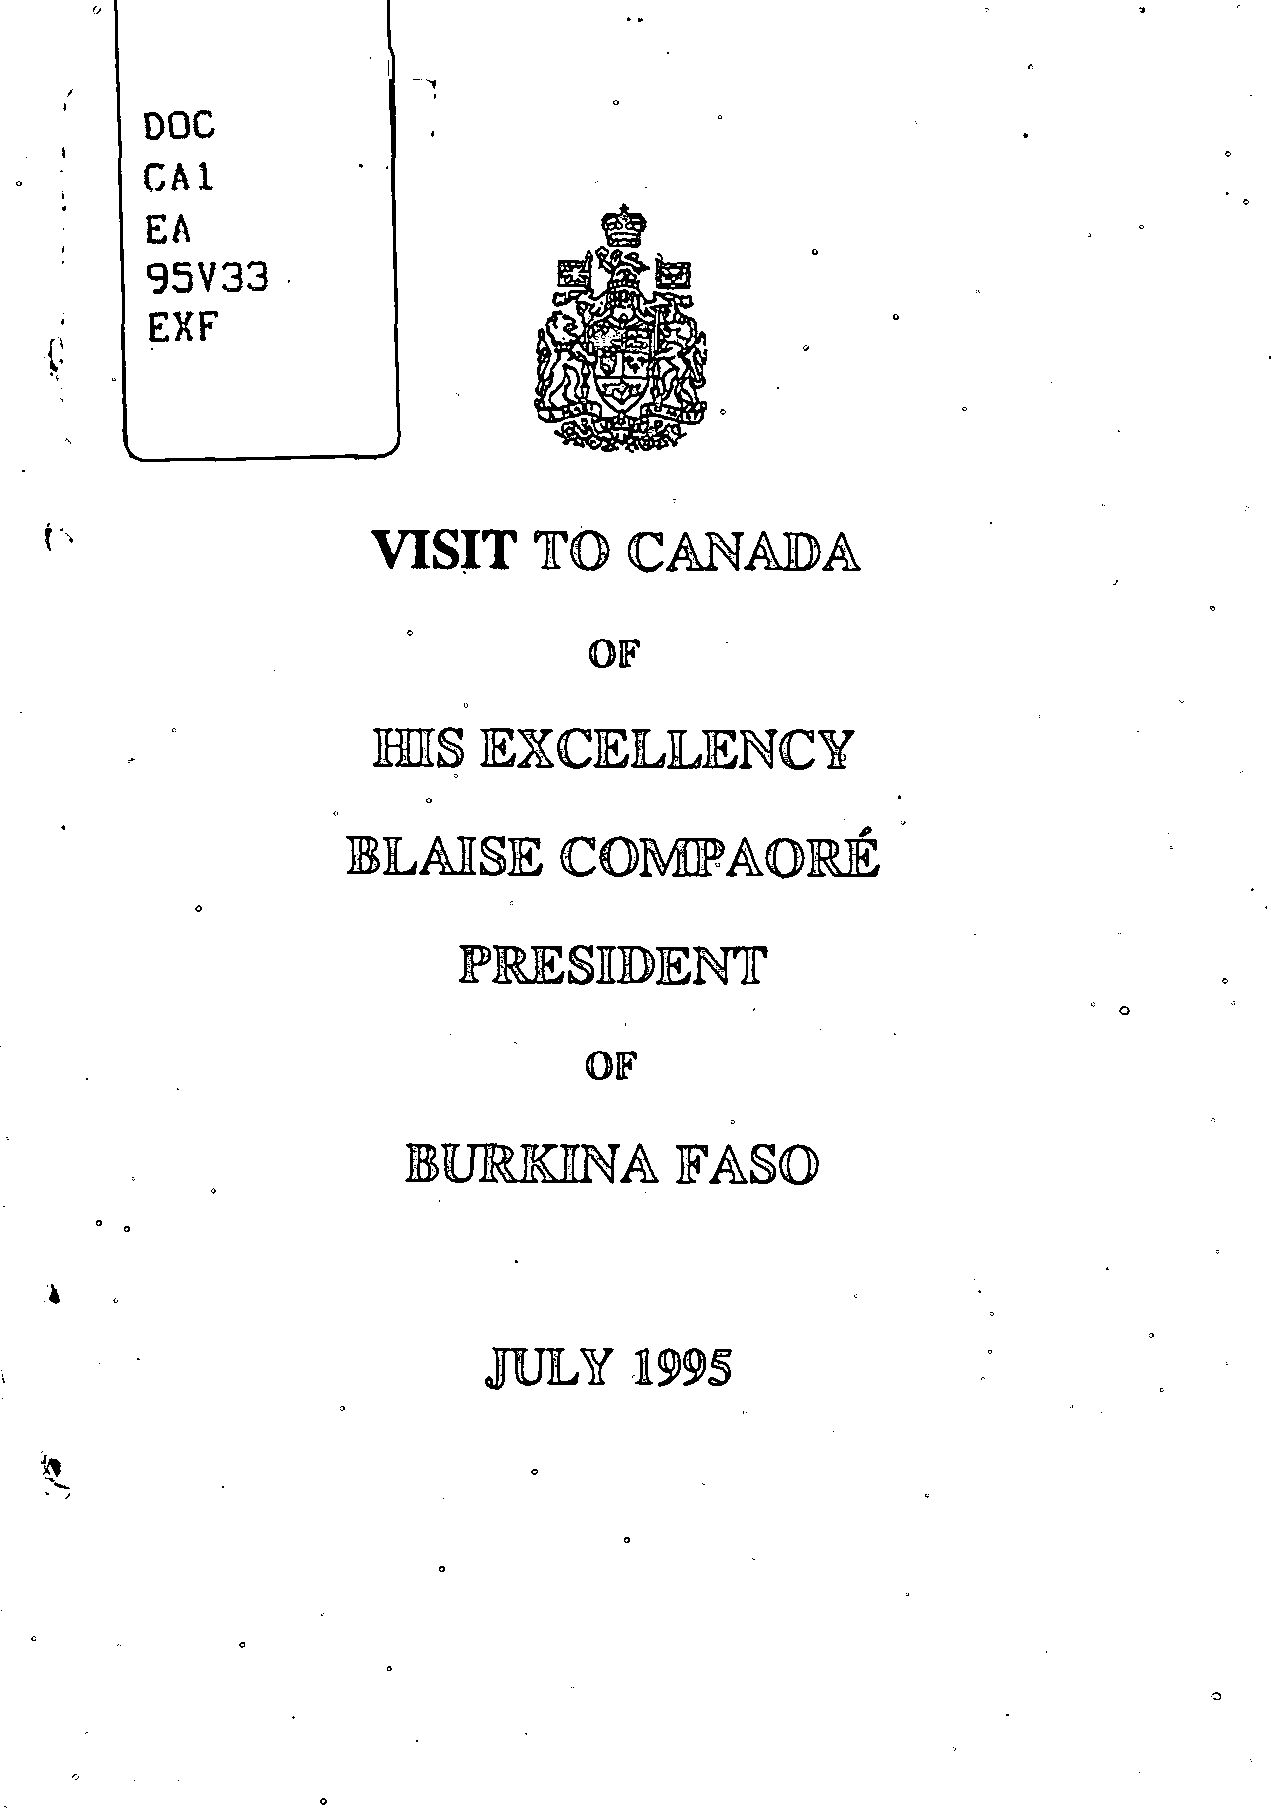 DOC
CA1
EA
95V33
EXF
VISIT TO CANADA
OF
HIS EXCELLENCY
BLAISE COMPAORÉ
PRESIDENT
OF
BURKINA FASO
JULY 1995